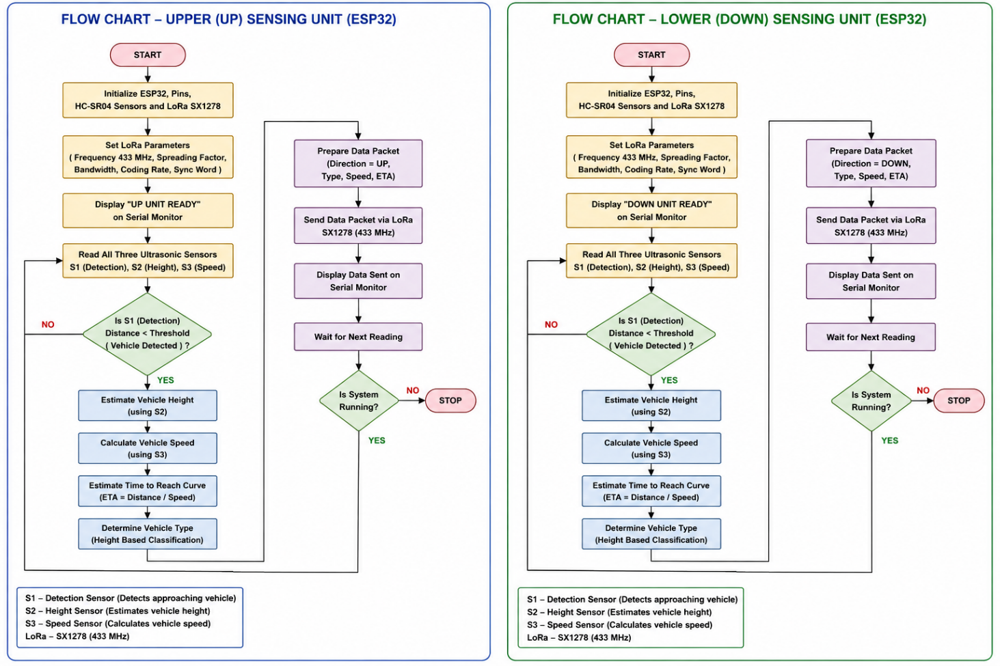 FLOW CHART – UPPER (UP) SENSING UNIT (ESP32)
START
Initialize ESP32, Pins,
HC-SR04 Sensors and LoRa SX1278
Set LoRa Parameters
( Frequency 433 MHz, Spreading Factor,
Bandwidth, Coding Rate, Sync Word )
Display "UP UNIT READY"
on Serial Monitor
Read All Three Ultrasonic Sensors
S1 (Detection), S2 (Height), S3 (Speed)
Is S1 (Detection)
Distance < Threshold
( Vehicle Detected ) ?
NO
YES
Estimate Vehicle Height
(using S2)
Calculate Vehicle Speed
(using S3)
Estimate Time to Reach Curve
(ETA = Distance / Speed)
Determine Vehicle Type
(Height Based Classification)
Prepare Data Packet
(Direction = UP,
Type, Speed, ETA)
Send Data Packet via LoRa
SX1278 (433 MHz)
Display Data Sent on
Serial Monitor
Wait for Next Reading
Is System
Running?
NO
STOP
YES
S1 – Detection Sensor (Detects approaching vehicle)
S2 – Height Sensor (Estimates vehicle height)
S3 – Speed Sensor (Calculates vehicle speed)
LoRa – SX1278 (433 MHz)
FLOW CHART – LOWER (DOWN) SENSING UNIT (ESP32)
START
Initialize ESP32, Pins,
HC-SR04 Sensors and LoRa SX1278
Set LoRa Parameters
( Frequency 433 MHz, Spreading Factor,
Bandwidth, Coding Rate, Sync Word )
Display "DOWN UNIT READY"
on Serial Monitor
Read All Three Ultrasonic Sensors
S1 (Detection), S2 (Height), S3 (Speed)
Is S1 (Detection)
Distance < Threshold
( Vehicle Detected ) ?
NO
YES
Estimate Vehicle Height
(using S2)
Calculate Vehicle Speed
(using S3)
Estimate Time to Reach Curve
(ETA = Distance / Speed)
Determine Vehicle Type
(Height Based Classification)
Prepare Data Packet
(Direction = DOWN,
Type, Speed, ETA)
Send Data Packet via LoRa
SX1278 (433 MHz)
Display Data Sent on
Serial Monitor
Wait for Next Reading
Is System
Running?
NO
STOP
YES
S1 – Detection Sensor (Detects approaching vehicle)
S2 – Height Sensor (Estimates vehicle height)
S3 – Speed Sensor (Calculates vehicle speed)
LoRa – SX1278 (433 MHz)